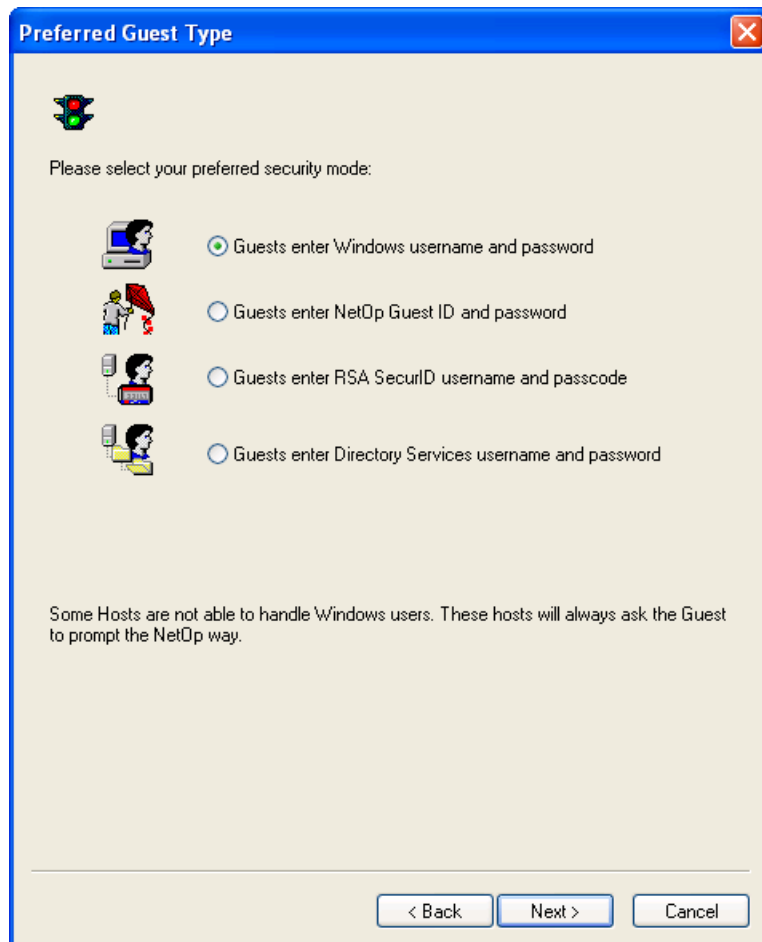 Preferred Guest Type
Please select your preferred security mode:
Guests enter Windows username and password
Guests enter NetOp Guest ID and password
Guests enter RSA SecurID username and passcode
Guests enter Directory Services username and password
Some Hosts are not able to handle Windows users. These hosts will always ask the Guest
to prompt the NetOp way.
< Back
Next >
Cancel